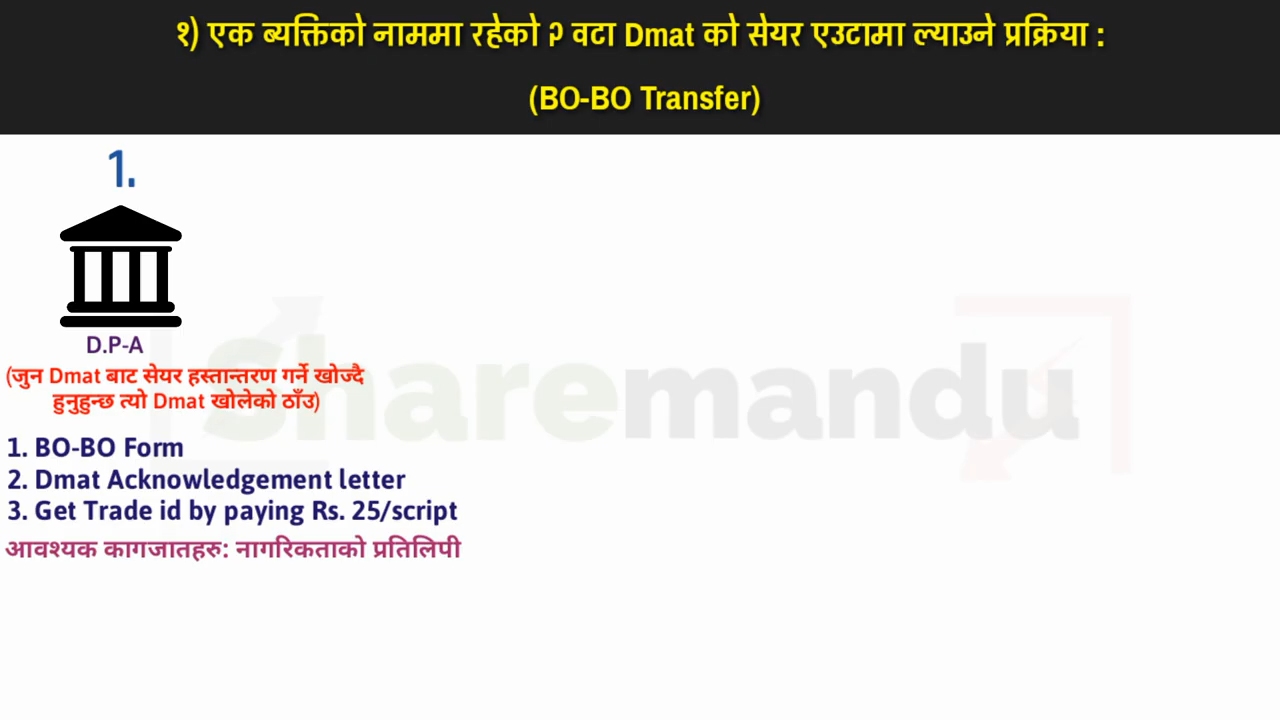 १) एक ब्यक्तिको नाममा रहेको २ वटा Dmat को सेयर एउटामा ल्याउने प्रक्रिया :
(BO-BO Transfer)
1.
D.P-A
(जुन Dmat बाट सेयर हस्तान्तरण गर्ने खोज्दै
हुनुहुन्छ त्यो Dmat खोलेको ठाँउ)
sharemandu
1. BO-BO Form
2. Dmat Acknowledgement letter
3. Get Trade id by paying Rs. 25/script
आवश्यक कागजातहरु: नागरिकताको प्रतिलिपी